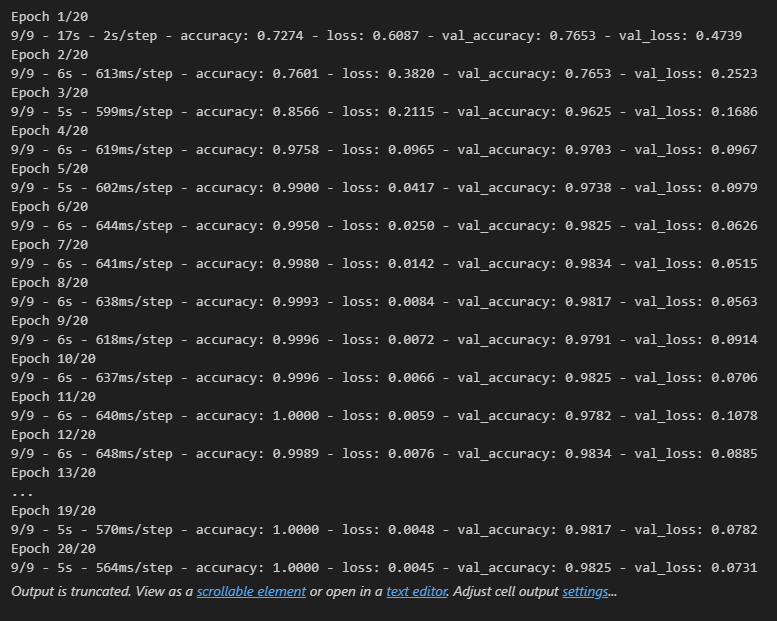 Epoch 1/20
9/9 - 17s - 2s/step - accuracy: 0.7274 - loss: 0.6087 - val_accuracy: 0.7653 - val_loss: 0.4739
Epoch 2/20
9/9 - 6s - 613ms/step - accuracy: 0.7601 - loss: 0.3820 - val_accuracy: 0.7653 - val_loss: 0.2523
Epoch 3/20
9/9 - 5s - 599ms/step - accuracy: 0.8566 - loss: 0.2115 - val_accuracy: 0.9625 - val_loss: 0.1686
Epoch 4/20
9/9 - 6s - 619ms/step - accuracy: 0.9758 - loss: 0.0965 - val_accuracy: 0.9703 - val_loss: 0.0967
Epoch 5/20
9/9 - 5s - 602ms/step - accuracy: 0.9900 - loss: 0.0417 - val_accuracy: 0.9738 - val_loss: 0.0979
Epoch 6/20
9/9 - 6s - 644ms/step - accuracy: 0.9950 - loss: 0.0250 - val_accuracy: 0.9825 - val_loss: 0.0626
Epoch 7/20
9/9 - 6s - 641ms/step - accuracy: 0.9980 - loss: 0.0142 - val_accuracy: 0.9834 - val_loss: 0.0515
Epoch 8/20
9/9 - 6s - 638ms/step - accuracy: 0.9993 - loss: 0.0084 - val_accuracy: 0.9817 - val_loss: 0.0563
Epoch 9/20
9/9 - 6s - 618ms/step - accuracy: 0.9996 - loss: 0.0072 - val_accuracy: 0.9791 - val_loss: 0.0914
Epoch 10/20
9/9 - 6s - 637ms/step - accuracy: 0.9996 - loss: 0.0066 - val_accuracy: 0.9825 - val_loss: 0.0706
Epoch 11/20
9/9 - 6s - 640ms/step - accuracy: 1.0000 - loss: 0.0059 - val_accuracy: 0.9782 - val_loss: 0.1078
Epoch 12/20
9/9 - 6s - 648ms/step - accuracy: 0.9989 - loss: 0.0076 - val_accuracy: 0.9834 - val_loss: 0.0885
Epoch 13/20
...
Epoch 19/20
9/9 - 5s - 570ms/step - accuracy: 1.0000 - loss: 0.0048 - val_accuracy: 0.9817 - val_loss: 0.0782
Epoch 20/20
9/9 - 5s - 564ms/step - accuracy: 1.0000 - loss: 0.0045 - val_accuracy: 0.9825 - val_loss: 0.0731
Output is truncated. View as a scrollable element or open in a text editor. Adjust cell output settings...